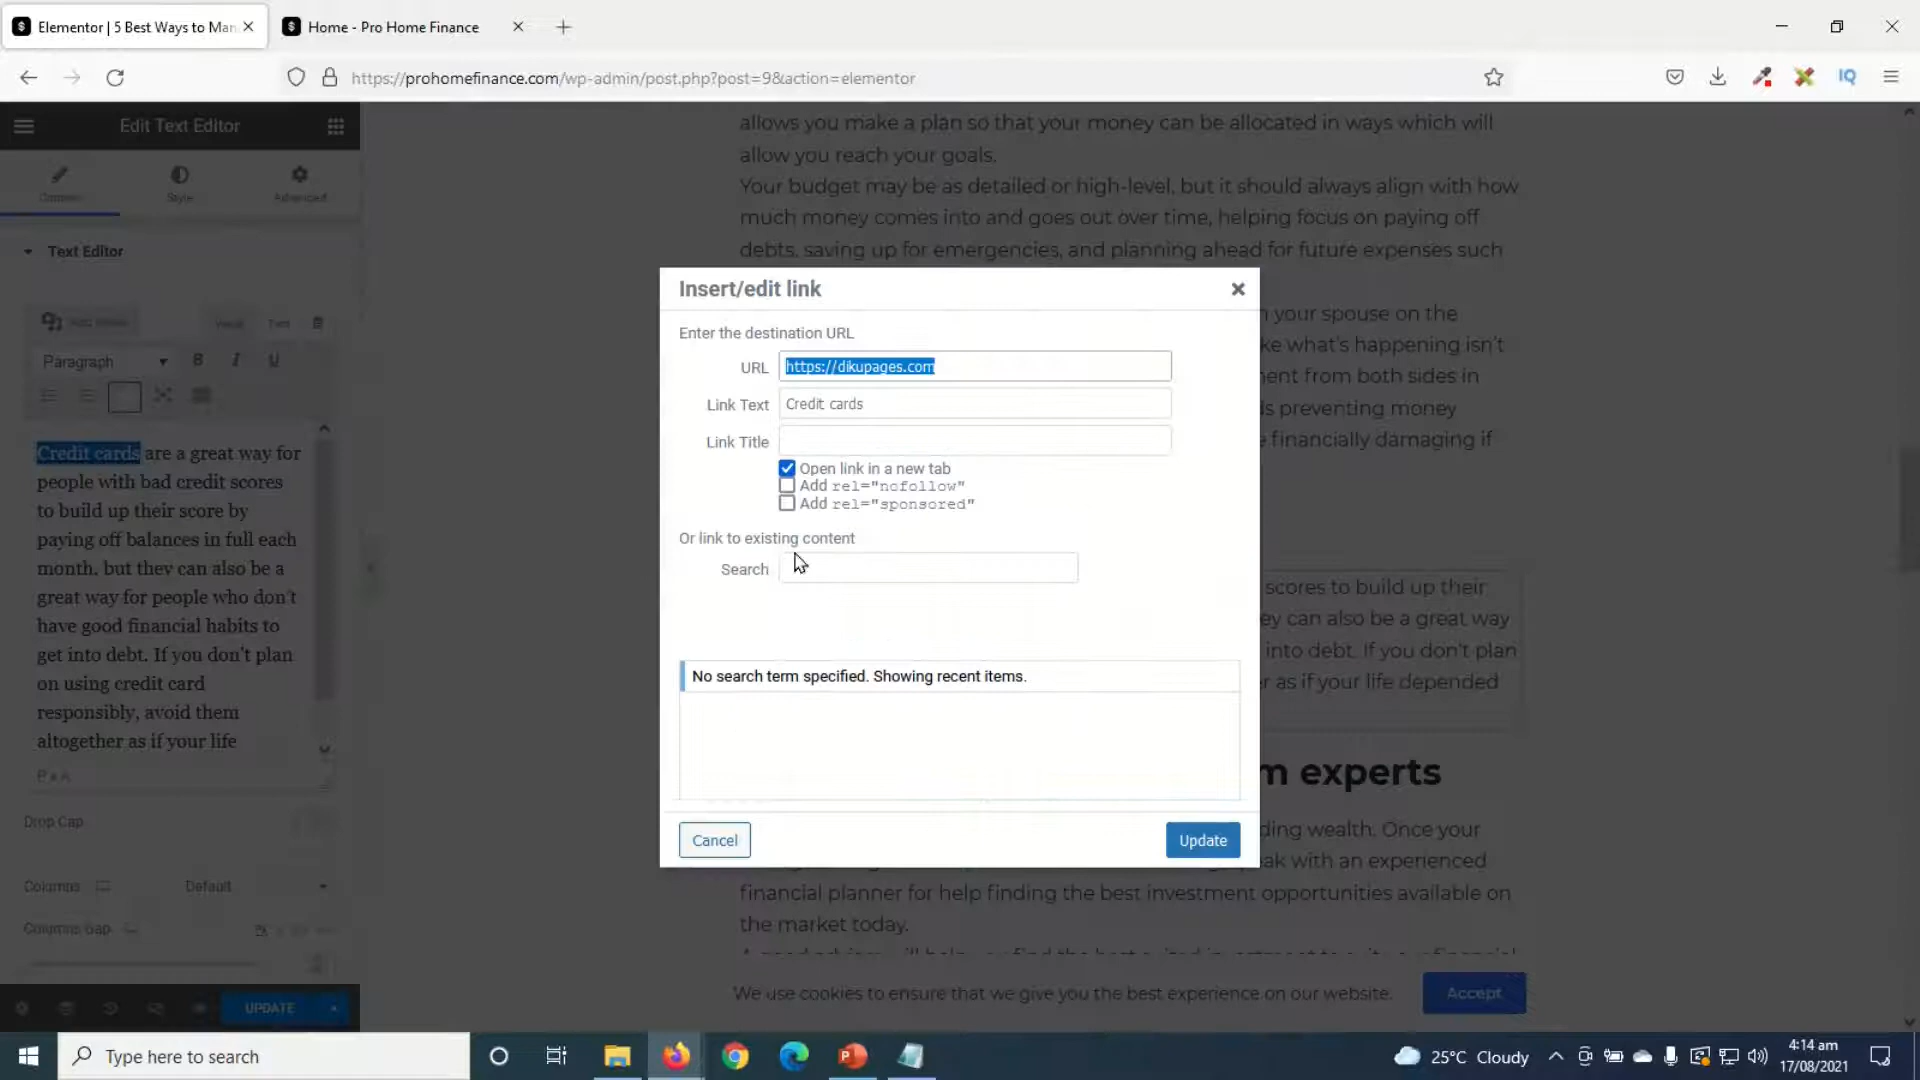 Elementor | 5 Best Ways to Man
Home - Pro Home Finance
https://prohomefinance.com/wp-admin/post.php?post=9&action=elementor
IQ
Edit Text Editor
Content
Style
Advanced
Text Editor
Add Media
Visual
Text
Paragraph
B
I
U
Credit cards are a great way for
people with bad credit scores
to build up their score by
paying off balances in full each
month, but they can also be a
great way for people who don't
have good financial habits to
get into debt. If you don't plan
on using credit card
responsibly, avoid them
altogether as if your life
P » A
Drop Cap
Columns
Default
Columns Gap
PX
UPDATE
allows you make a plan so that your money can be allocated in ways which will
allow you reach your goals.
Your budget may be as detailed or high-level, but it should always align with how
much money comes into and goes out over time, helping focus on paying off
debts, saving up for emergencies, and planning ahead for future expenses such
n your spouse on the
ke what's happening isn't
ent from both sides in
ls preventing money
e financially damaging if
scores to build up their
ey can also be a great way
into debt. If you don't plan
r as if your life depended
m experts
ding wealth. Once your
ak with an experienced
financial planner for help finding the best investment opportunities available on
the market today.
We use cookies to ensure that we give you the best experience on our website.
Accept
Insert/edit link
Enter the destination URL
URL
https://dikupages.com
Link Text
Credit cards
Link Title
Open link in a new tab
Add rel="nofollow"
Add rel="sponsored"
Or link to existing content
Search
No search term specified. Showing recent items.
Cancel
Update
Type here to search
25°C Cloudy
4:14 am
17/08/2021